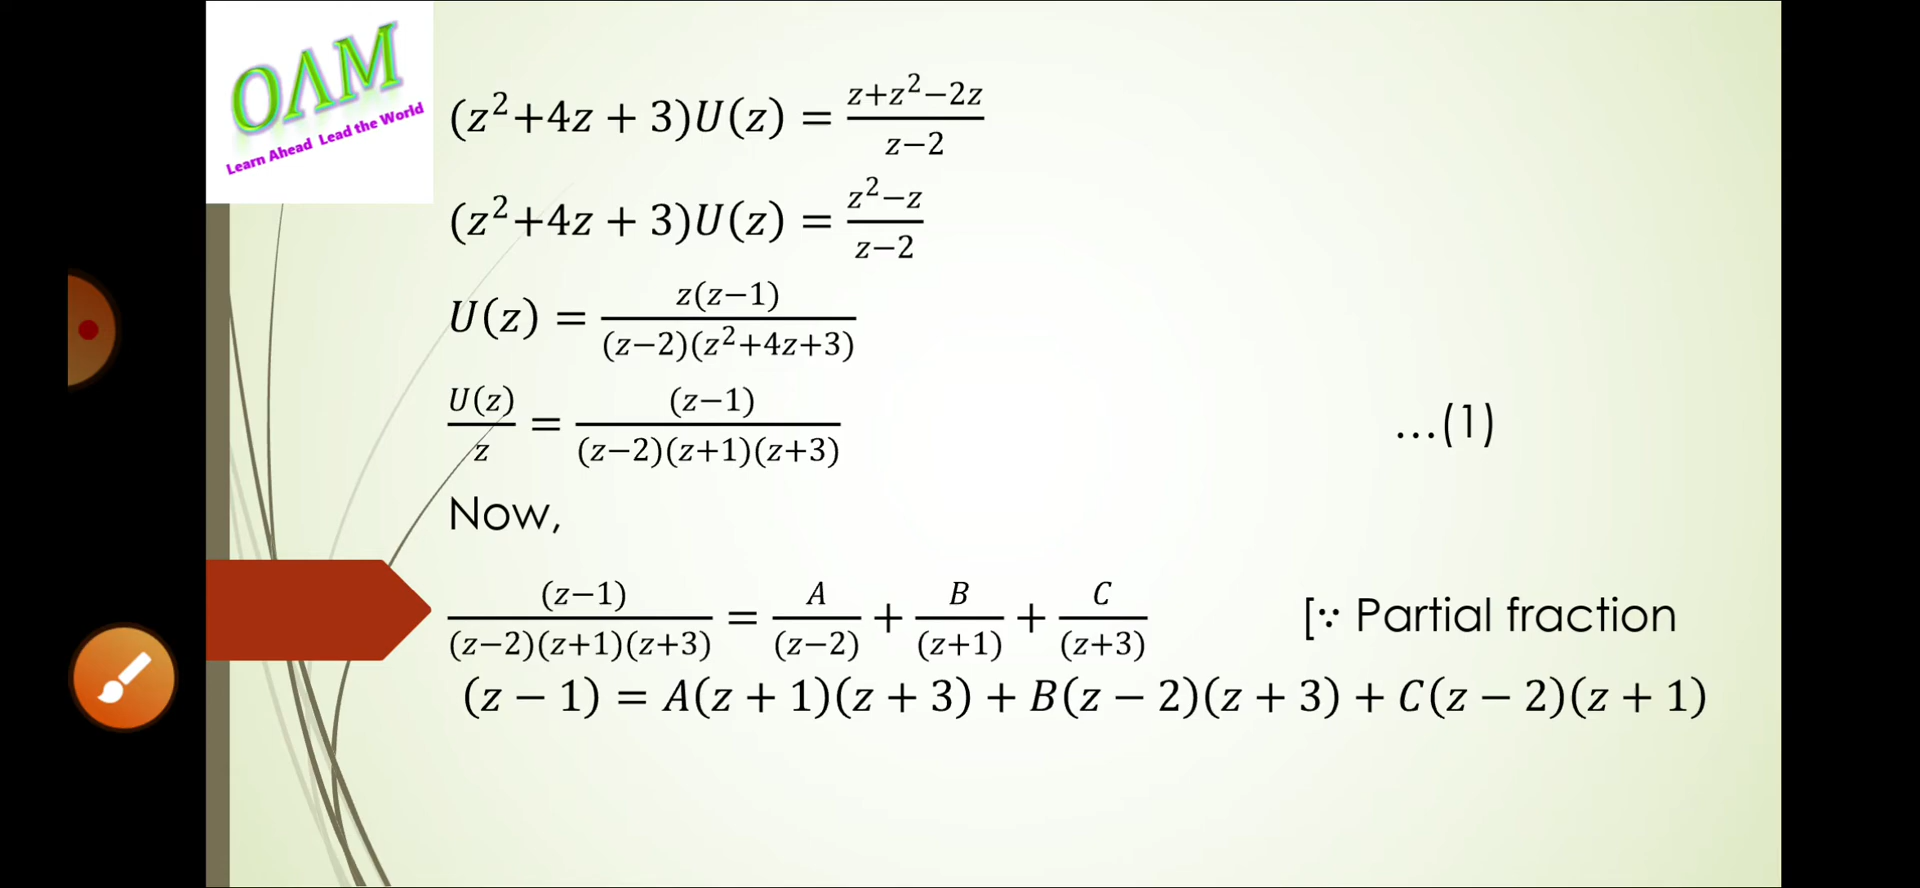 OΛM
Learn Ahead Lead the World
(z²+4z + 3)U(z) = (z+z²−2z)/(z−2)
(z²+4z + 3)U(z) = (z²−z)/(z−2)
U(z) = z(z−1)/((z−2)(z²+4z+3))
U(z)/z = (z−1)/((z−2)(z+1)(z+3)) …(1)
Now,
(z−1)/((z−2)(z+1)(z+3)) = A/(z−2) + B/(z+1) + C/(z+3) [∵ Partial fraction
(z − 1) = A(z + 1)(z + 3) + B(z − 2)(z + 3) + C(z − 2)(z + 1)